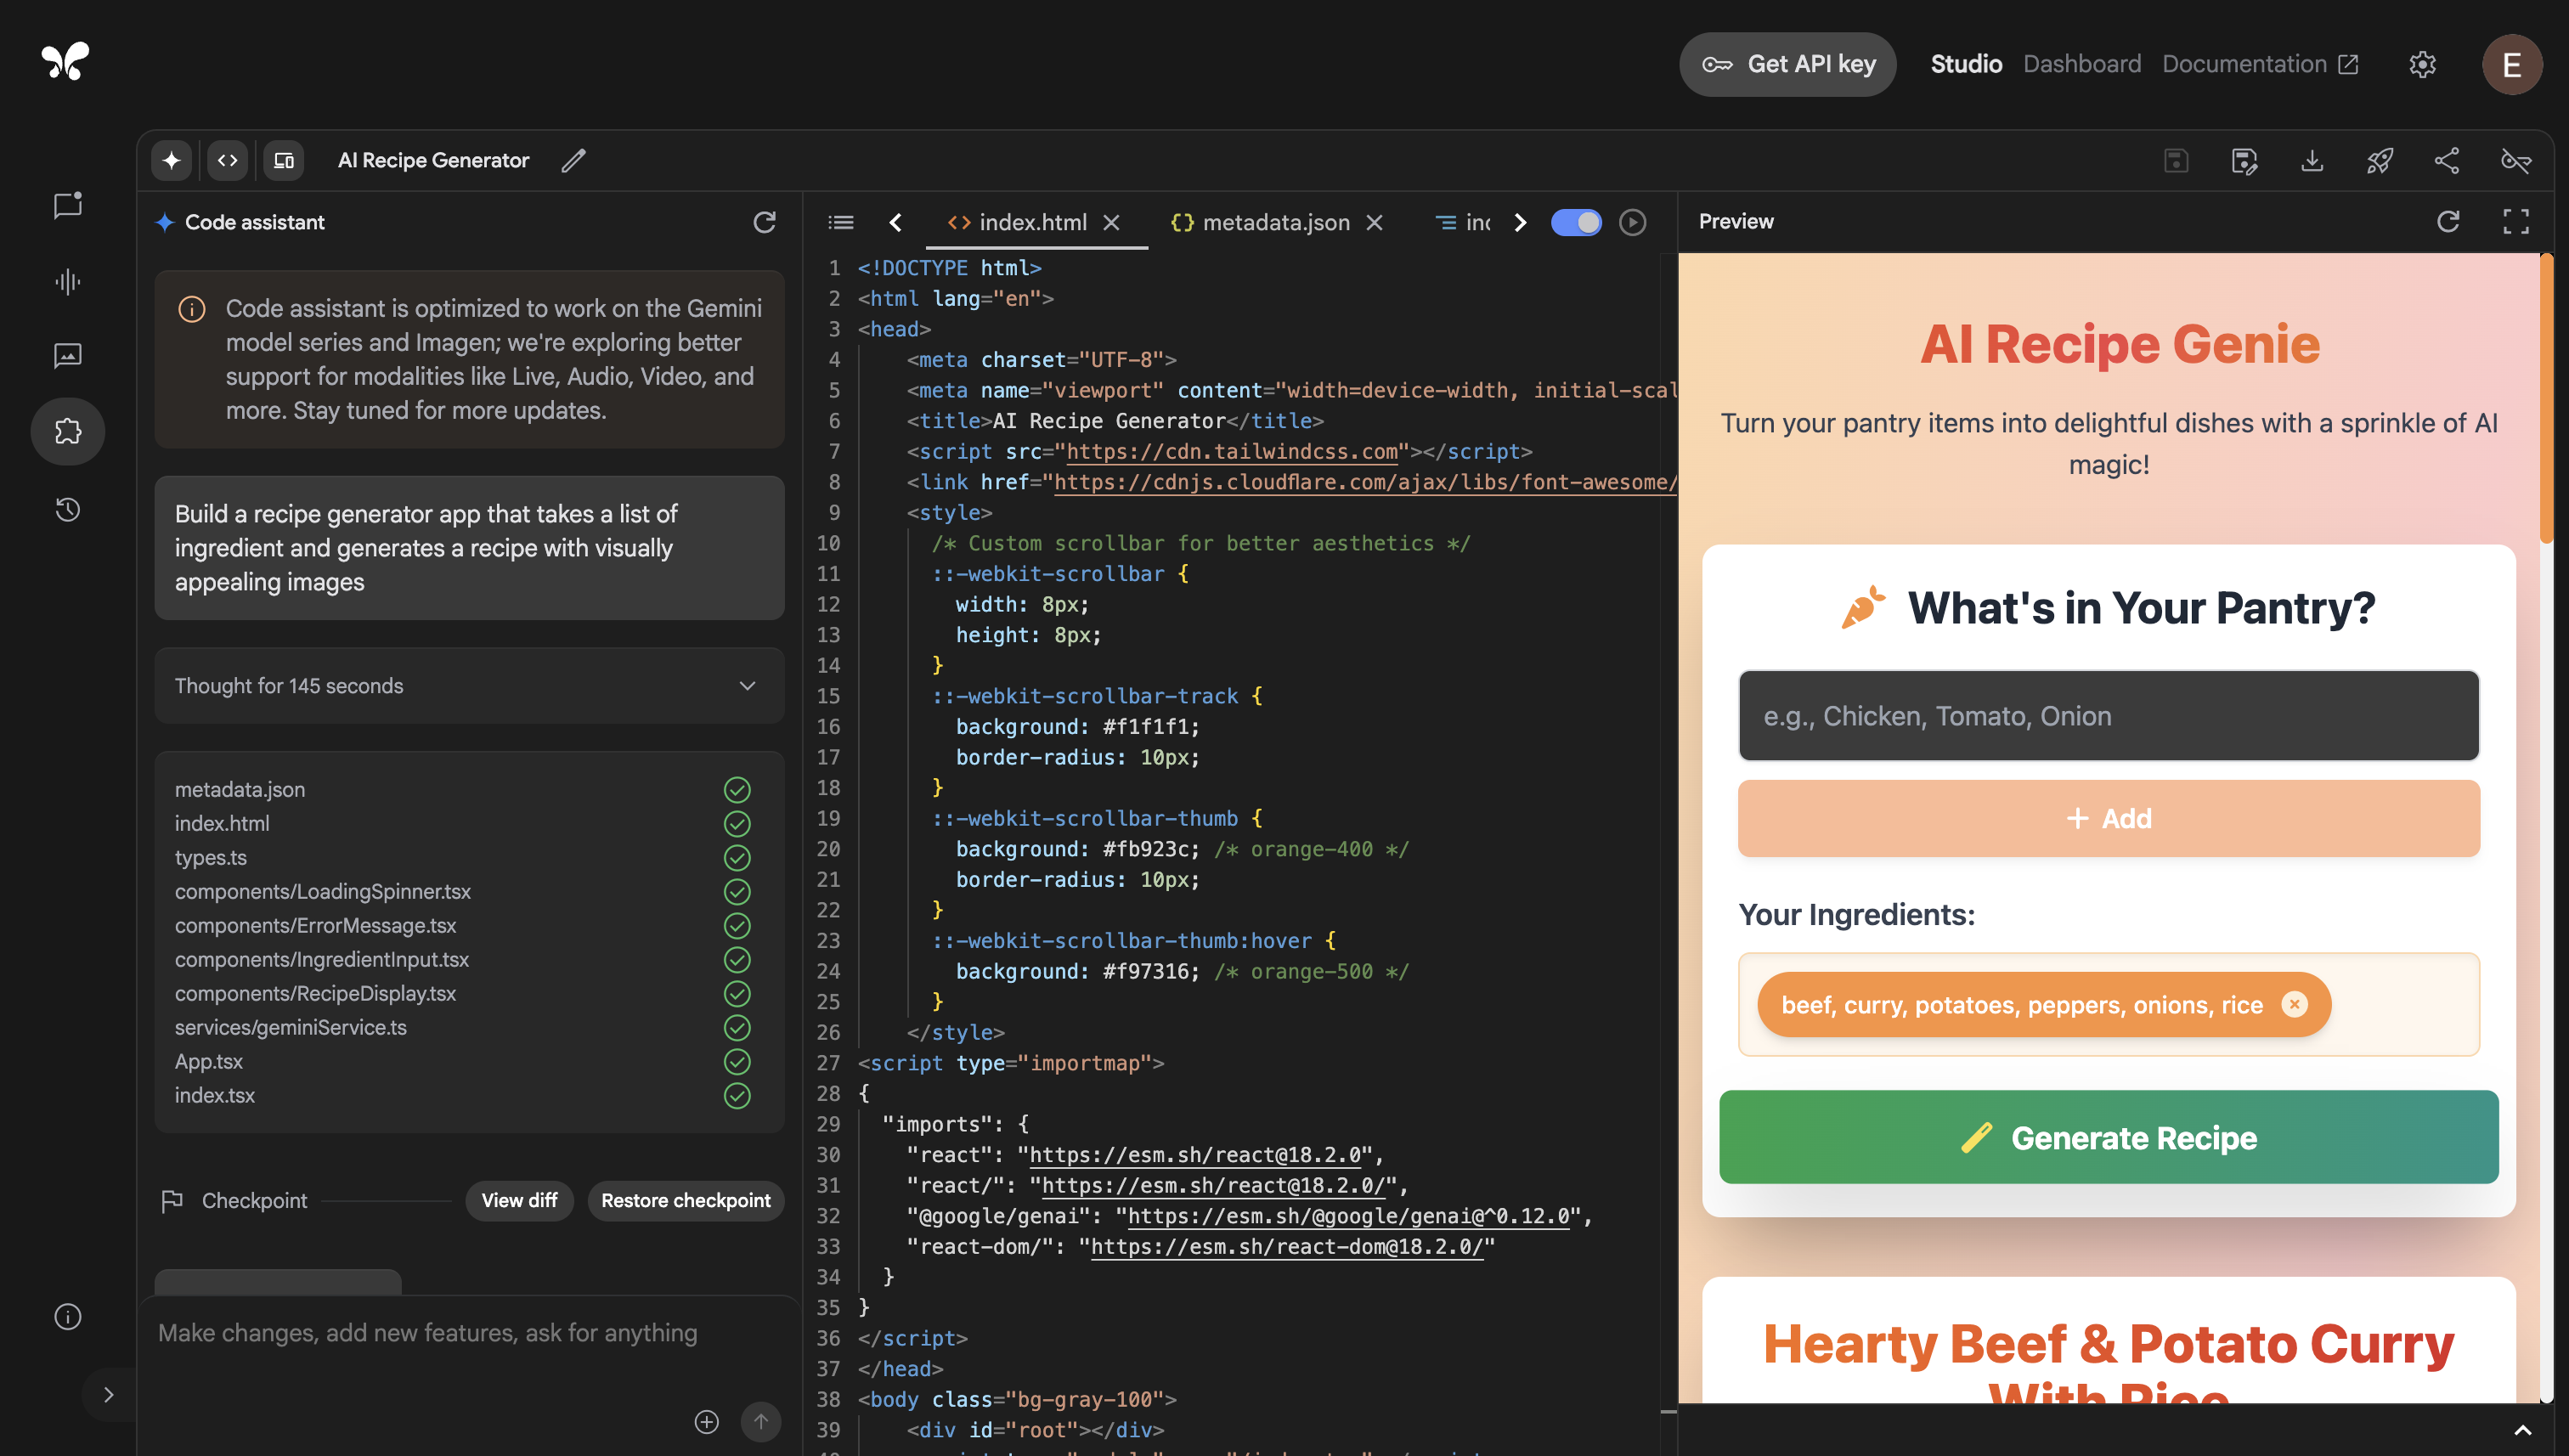 Get API key
Studio
Dashboard
Documentation
E
AI Recipe Generator
Code assistant
Code assistant is optimized to work on the Gemini
model series and Imagen; we're exploring better
support for modalities like Live, Audio, Video, and
more. Stay tuned for more updates.
Build a recipe generator app that takes a list of
ingredient and generates a recipe with visually
appealing images
Thought for 145 seconds
metadata.json
index.html
types.ts
components/LoadingSpinner.tsx
components/ErrorMessage.tsx
components/IngredientInput.tsx
components/RecipeDisplay.tsx
services/geminiService.ts
App.tsx
index.tsx
Checkpoint
View diff
Restore checkpoint
Make changes, add new features, ask for anything
index.html
metadata.json
1 <!DOCTYPE html>
2 <html lang="en">
3 <head>
4 <meta charset="UTF-8">
5 <meta name="viewport" content="width=device-width, initial-scal
6 <title>AI Recipe Generator</title>
7 <script src="https://cdn.tailwindcss.com"></script>
8 <link href="https://cdnjs.cloudflare.com/ajax/libs/font-awesome/
9 <style>
10 /* Custom scrollbar for better aesthetics */
11 ::-webkit-scrollbar {
12 width: 8px;
13 height: 8px;
14 }
15 ::-webkit-scrollbar-track {
16 background: #f1f1f1;
17 border-radius: 10px;
18 }
19 ::-webkit-scrollbar-thumb {
20 background: #fb923c; /* orange-400 */
21 border-radius: 10px;
22 }
23 ::-webkit-scrollbar-thumb:hover {
24 background: #f97316; /* orange-500 */
25 }
26 </style>
27 <script type="importmap">
28 {
29 "imports": {
30 "react": "https://esm.sh/react@18.2.0",
31 "react/": "https://esm.sh/react@18.2.0/",
32 "@google/genai": "https://esm.sh/@google/genai@^0.12.0",
33 "react-dom/": "https://esm.sh/react-dom@18.2.0/"
34 }
35 }
36 </script>
37 </head>
38 <body class="bg-gray-100">
39 <div id="root"></div>
Preview
AI Recipe Genie
Turn your pantry items into delightful dishes with a sprinkle of AI
magic!
What's in Your Pantry?
e.g., Chicken, Tomato, Onion
+ Add
Your Ingredients:
beef, curry, potatoes, peppers, onions, rice
Generate Recipe
Hearty Beef & Potato Curry
With Rice